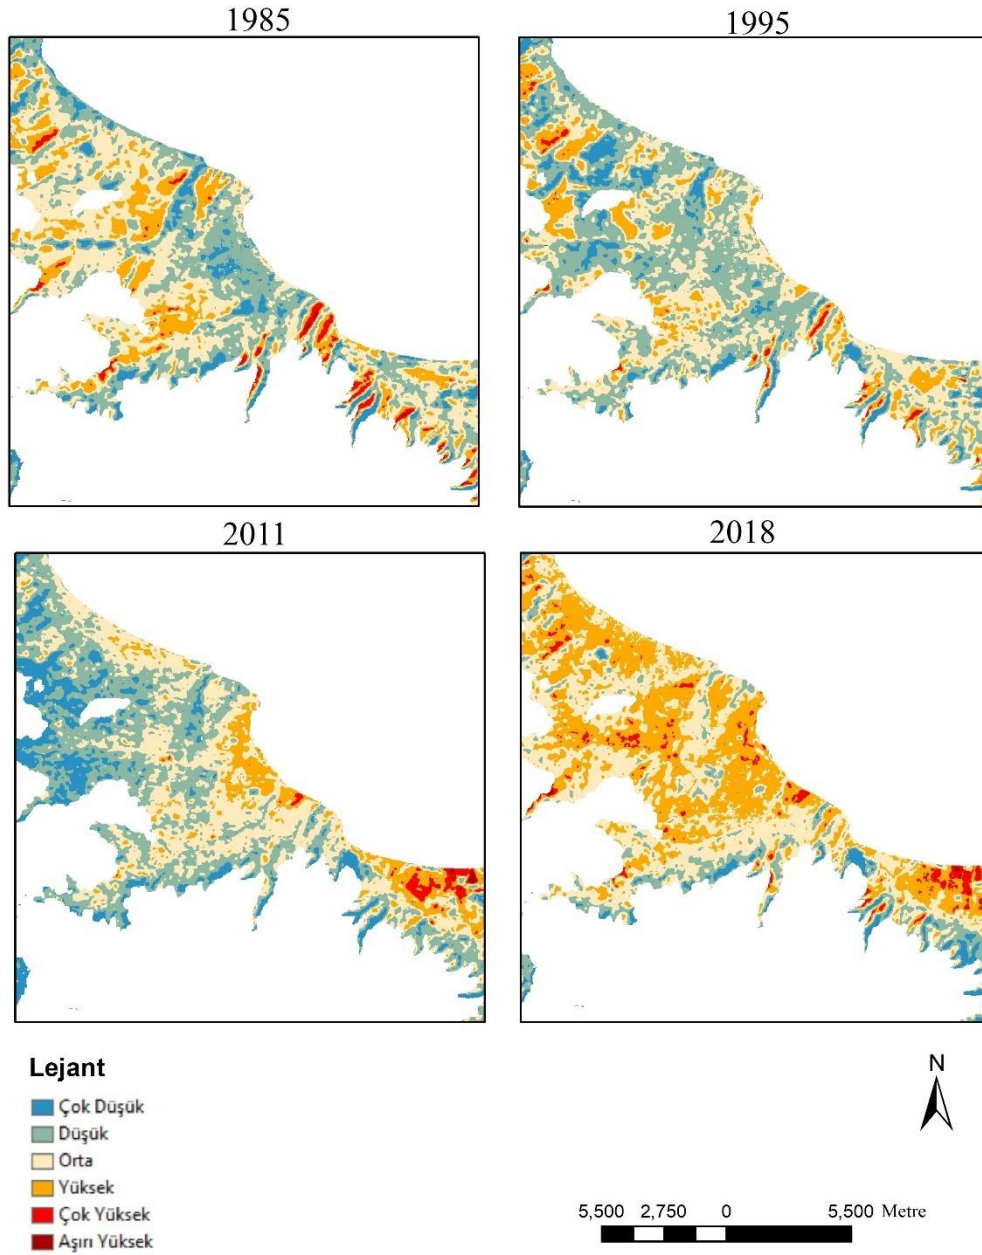 1985
1995
2011
2018
Lejant
Çok Düşük
Düşük
Orta
Yüksek
Çok Yüksek
Aşırı Yüksek
N
5,500 2,750 0 5,500 Metre